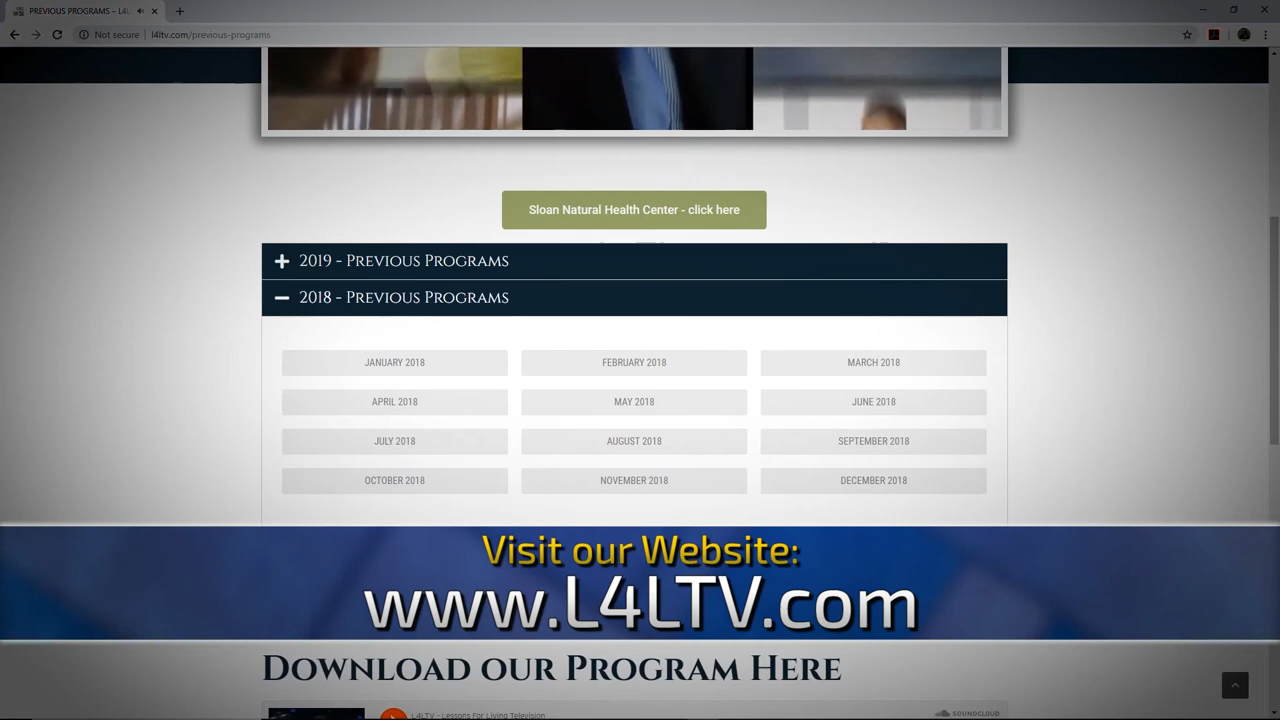 PREVIOUS PROGRAMS – L4L
Not secure | l4ltv.com/previous-programs
Sloan Natural Health Center - click here
2019 - Previous Programs
2018 - Previous Programs
JANUARY 2018 FEBRUARY 2018 MARCH 2018
APRIL 2018 MAY 2018 JUNE 2018
JULY 2018 AUGUST 2018 SEPTEMBER 2018
OCTOBER 2018 NOVEMBER 2018 DECEMBER 2018
Visit our Website:
www.L4LTV.com
Download our Program Here
L4LTV - Lessons For Living Television
SOUNDCLOUD